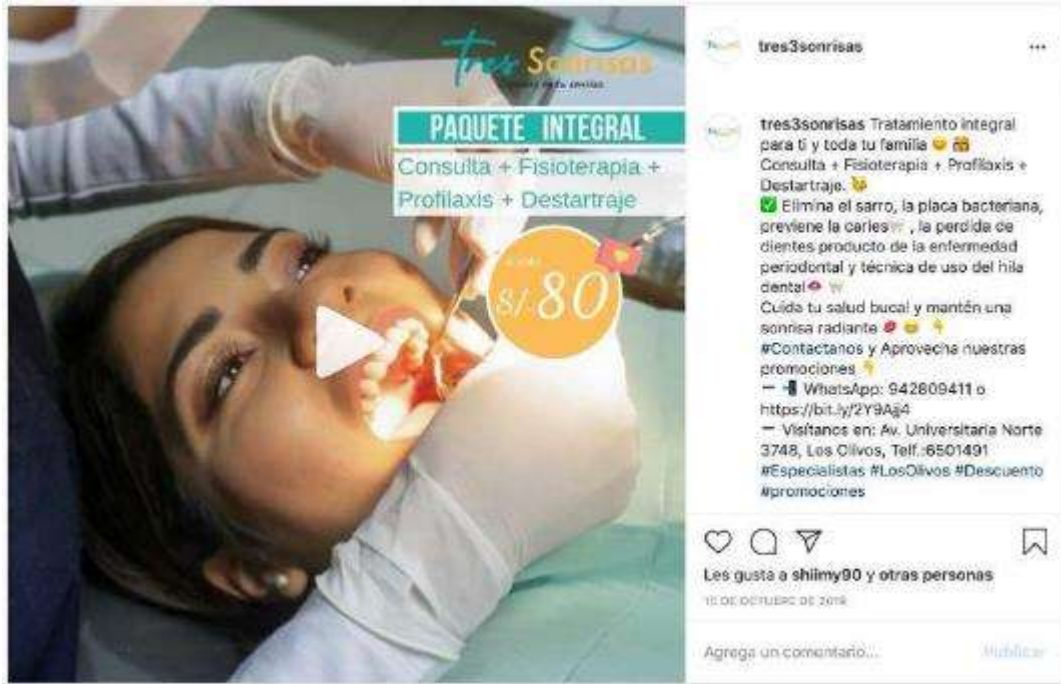 Tres Sonrisas
PAQUETE INTEGRAL
Consulta + Fisioterapia +
Profilaxis + Destartraje
S/. 80
tres3sonrisas
tres3sonrisas Tratamiento integral
para ti y toda tu familia
Consulta + Fisioterapia + Profilaxis +
Destartraje.
Elimina el sarro, la placa bacteriana,
previene la caries , la perdida de
dientes producto de la enfermedad
periodontal y técnica de uso del hila
dental
Cuida tu salud bucal y mantén una
sonrisa radiante
#Contactanos y Aprovecha nuestras
promociones
— WhatsApp: 942809411 o
https://bit.ly/2Y9Ajj4
— Visítanos en: Av. Universitaria Norte
3748, Los Olivos, Telf.:6501491
#Especialistas #LosOlivos #Descuento
#promociones
Les gusta a shiimy90 y otras personas
DE OCTUBRE DE 2019
Agrega un comentario...
Publicar